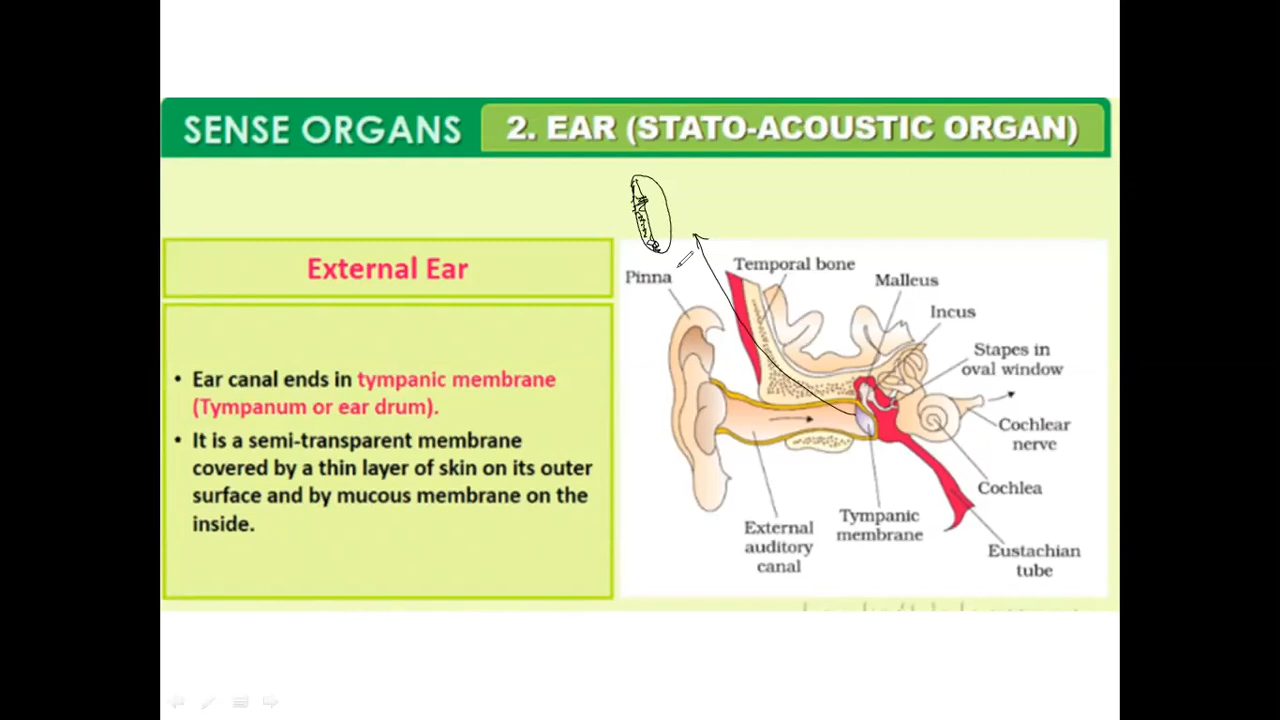 SENSE ORGANS
2. EAR (STATO-ACOUSTIC ORGAN)
External Ear
• Ear canal ends in tympanic membrane
(Tympanum or ear drum).
• It is a semi-transparent membrane
covered by a thin layer of skin on its outer
surface and by mucous membrane on the
inside.
Pinna
Temporal bone
Malleus
Incus
Stapes in
oval window
Cochlear
nerve
Cochlea
Eustachian
tube
Tympanic
membrane
External
auditory
canal